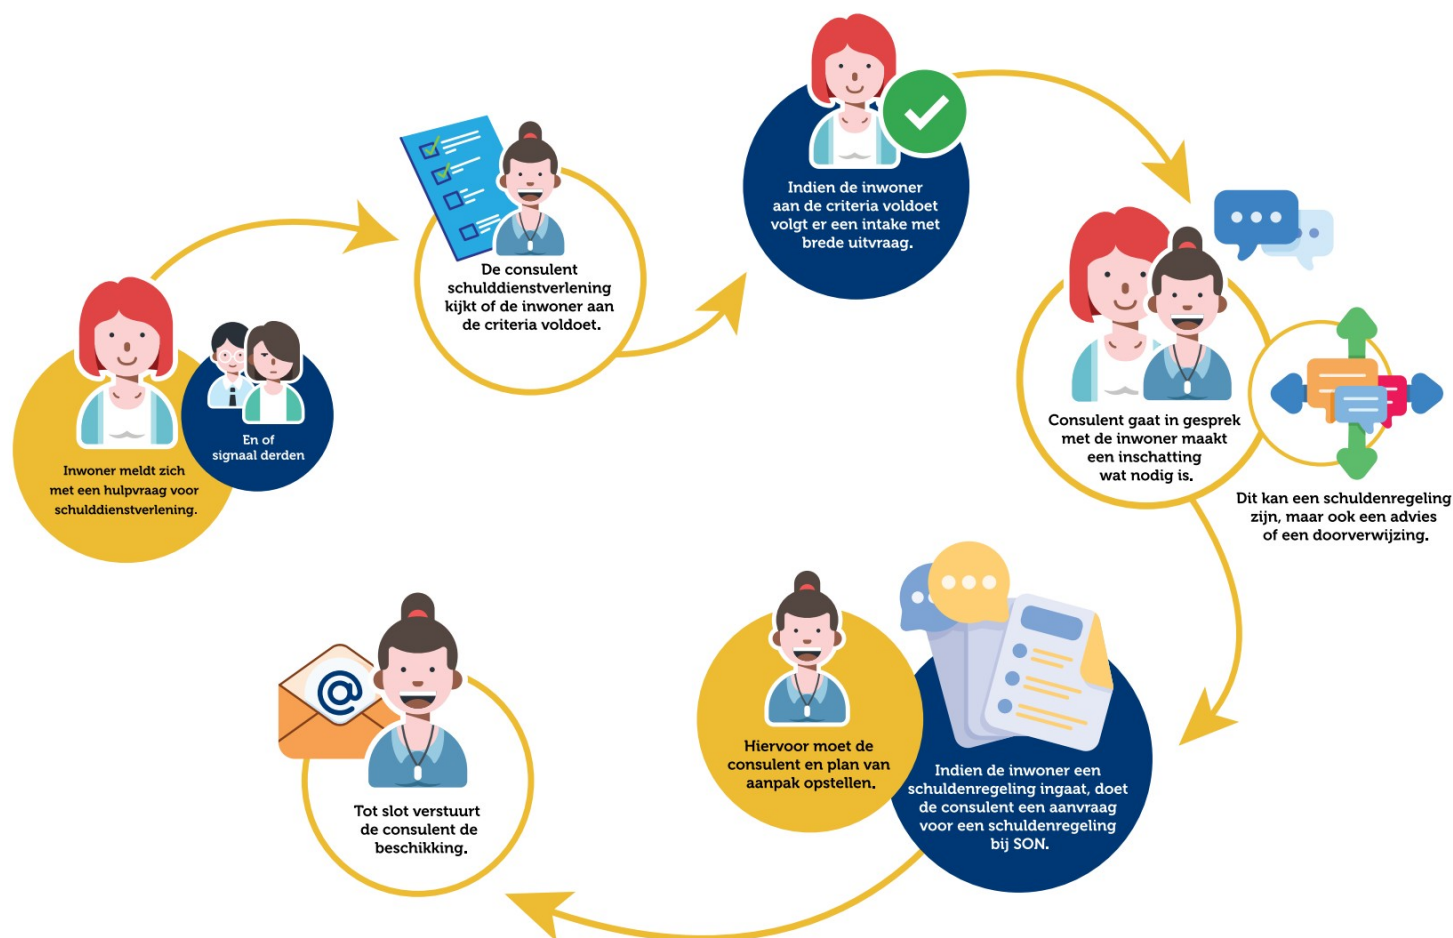 Inwoner meldt zich
met een hulpvraag voor
schulddienstverlening.
En of
signaal derden
De consulent
schulddienstverlening
kijkt of de inwoner aan
de criteria voldoet.
Indien de inwoner
aan de criteria voldoet
volgt er een intake met
brede uitvraag.
Consulent gaat in gesprek
met de inwoner maakt
een inschatting
wat nodig is.
Dit kan een schuldenregeling
zijn, maar ook een advies
of een doorverwijzing.
Indien de inwoner een
schuldenregeling ingaat, doet
de consulent een aanvraag
voor een schuldenregeling
bij SON.
Hiervoor moet de
consulent en plan van
aanpak opstellen.
@
Tot slot verstuurt
de consulent de
beschikking.